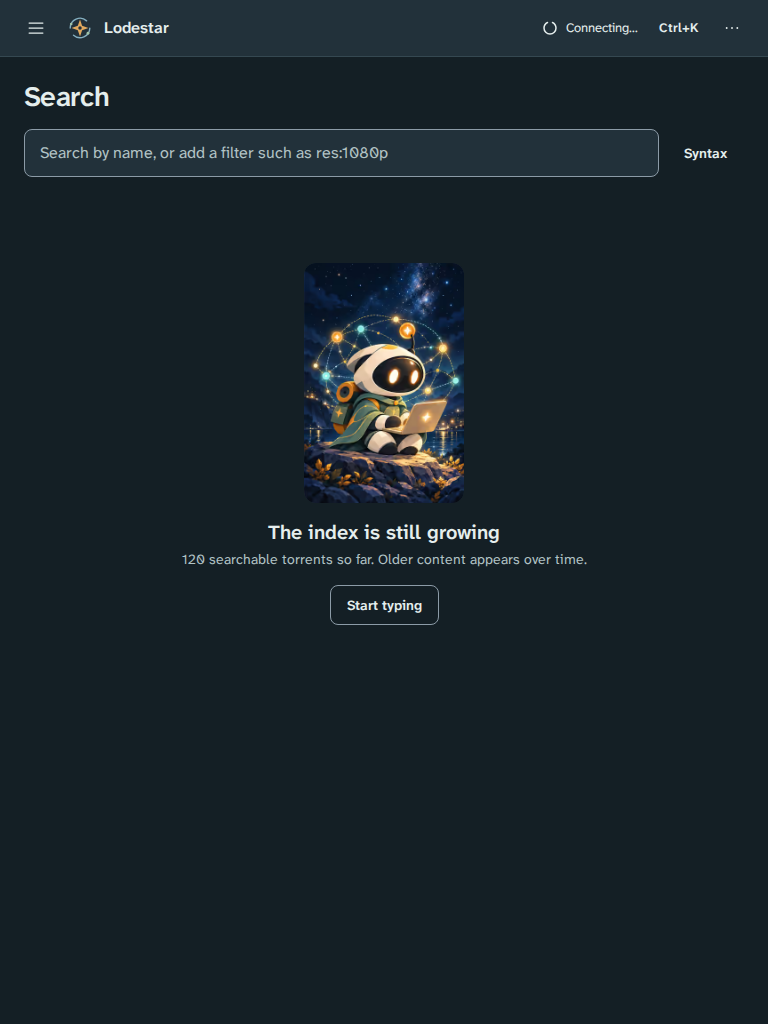 Lodestar
Connecting...
Ctrl+K
Search
Search by name, or add a filter such as res:1080p
Syntax
The index is still growing
120 searchable torrents so far. Older content appears over time.
Start typing